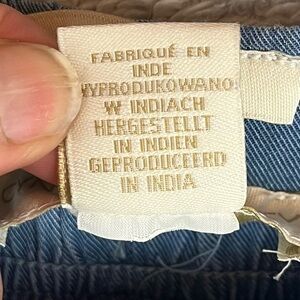 FABRIQUÉ EN
INDE
WYPRODUKOWANO
W INDIACH
HERGESTELLT
IN INDIEN
GEPRODUCEERD
IN INDIA